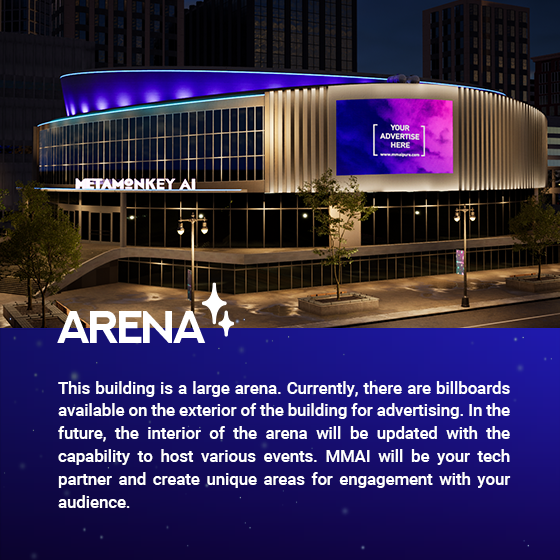 YOUR
ADVERTISE
HERE
www.mmaipure.com
METAMONKEY AI
ARENA
This building is a large arena. Currently, there are billboards
available on the exterior of the building for advertising. In the
future, the interior of the arena will be updated with the
capability to host various events. MMAI will be your tech
partner and create unique areas for engagement with your
audience.